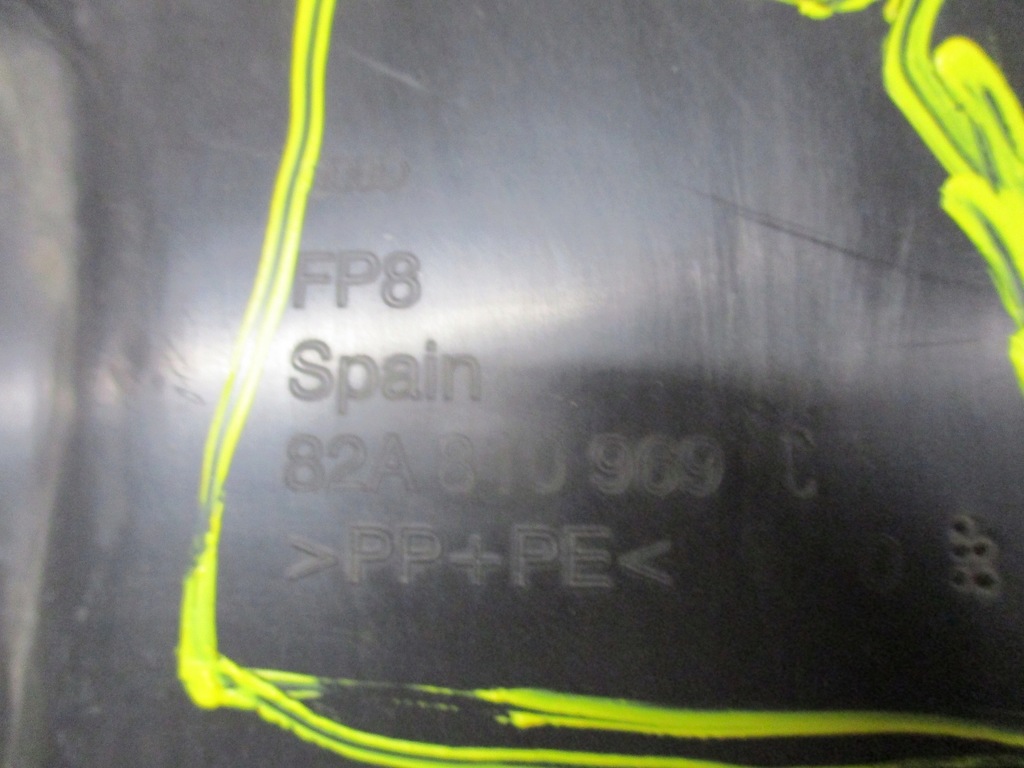 FP8
Spain
82A 810 969 C
>PP+PE<